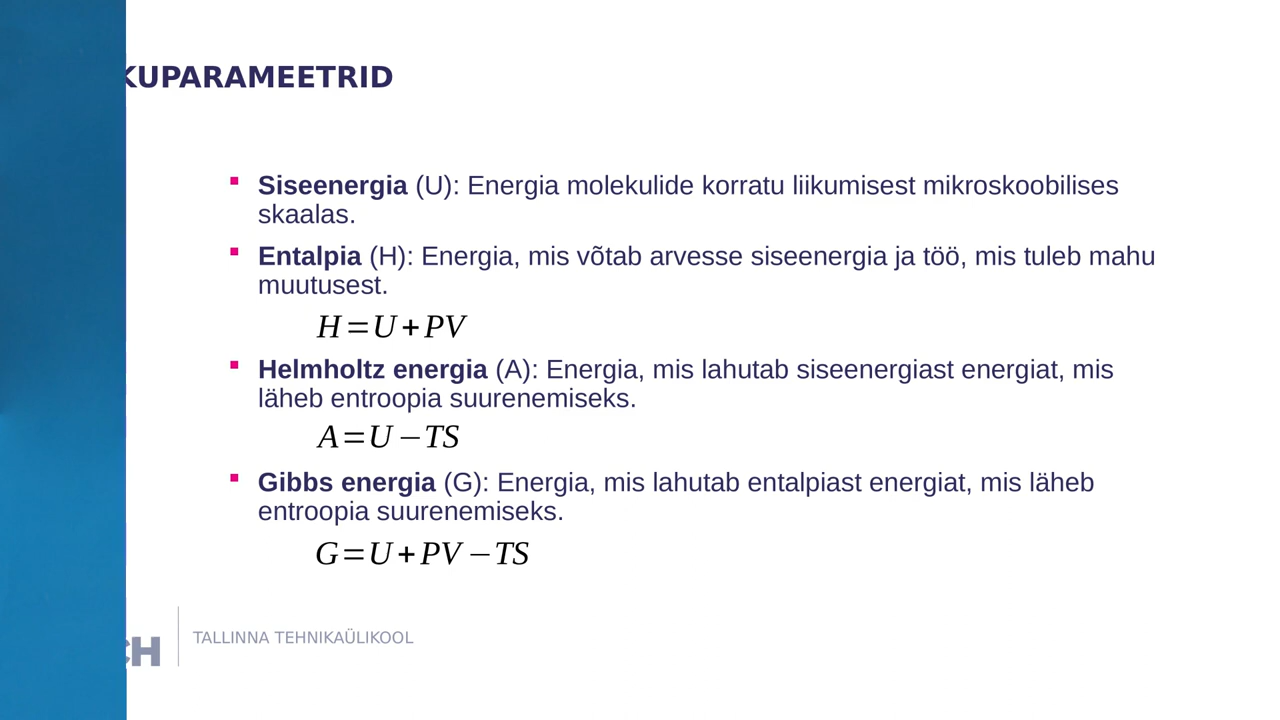 KUPARAMEETRID
Siseenergia (U): Energia molekulide korratu liikumisest mikroskoobilises
skaalas.
Entalpia (H): Energia, mis võtab arvesse siseenergia ja töö, mis tuleb mahu
muutusest.
H=U+PV
Helmholtz energia (A): Energia, mis lahutab siseenergiast energiat, mis
läheb entroopia suurenemiseks.
A=U−TS
Gibbs energia (G): Energia, mis lahutab entalpiast energiat, mis läheb
entroopia suurenemiseks.
G=U+PV−TS
CH
TALLINNA TEHNIKAÜLIKOOL